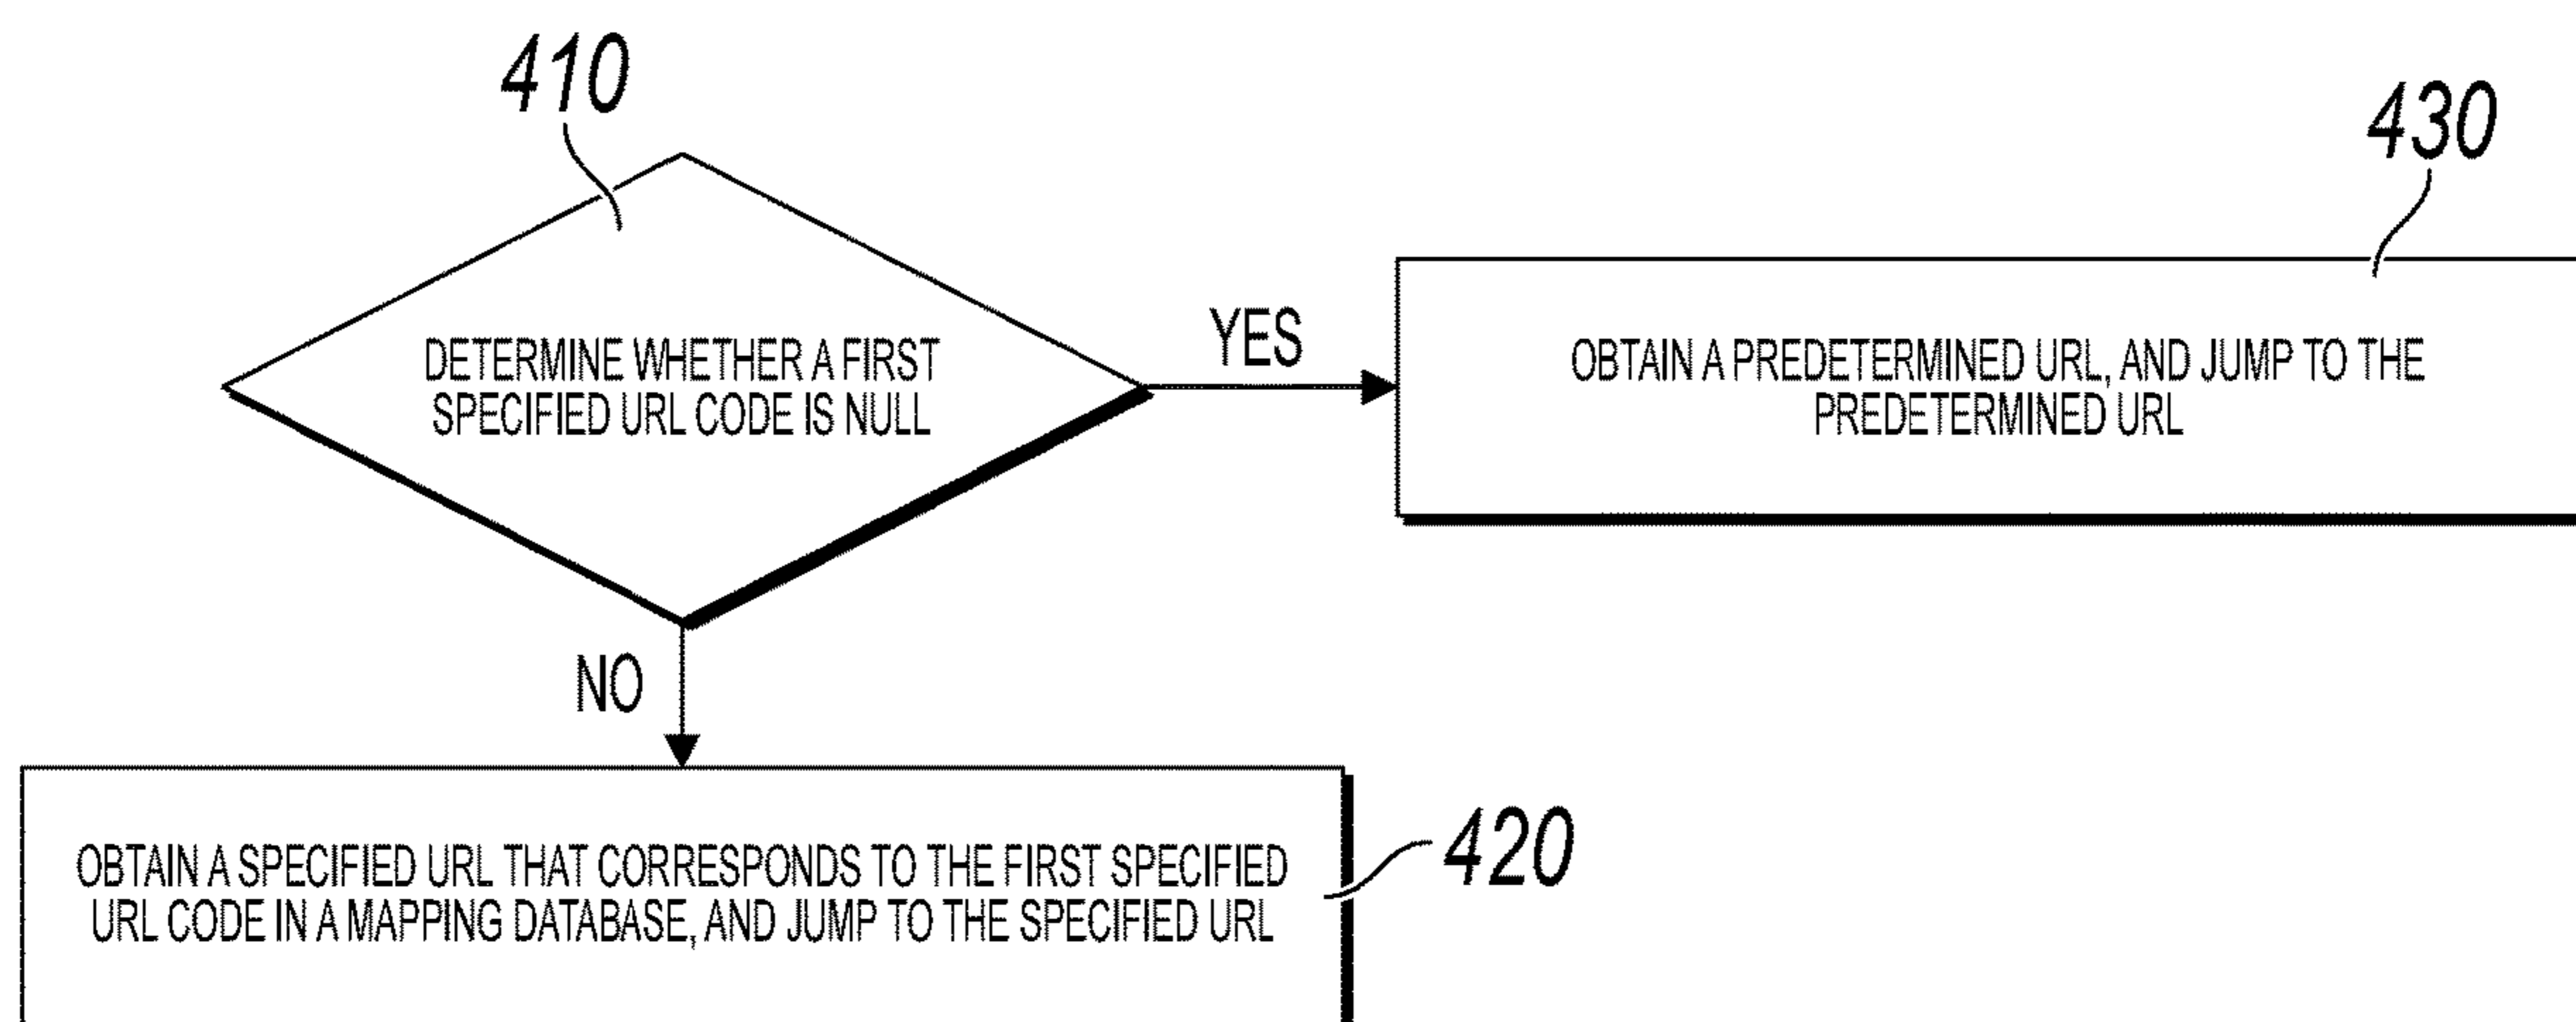 410
430
DETERMINE WHETHER A FIRST
SPECIFIED URL CODE IS NULL
YES
OBTAIN A PREDETERMINED URL, AND JUMP TO THE
PREDETERMINED URL
NO
OBTAIN A SPECIFIED URL THAT CORRESPONDS TO THE FIRST SPECIFIED
URL CODE IN A MAPPING DATABASE, AND JUMP TO THE SPECIFIED URL
420